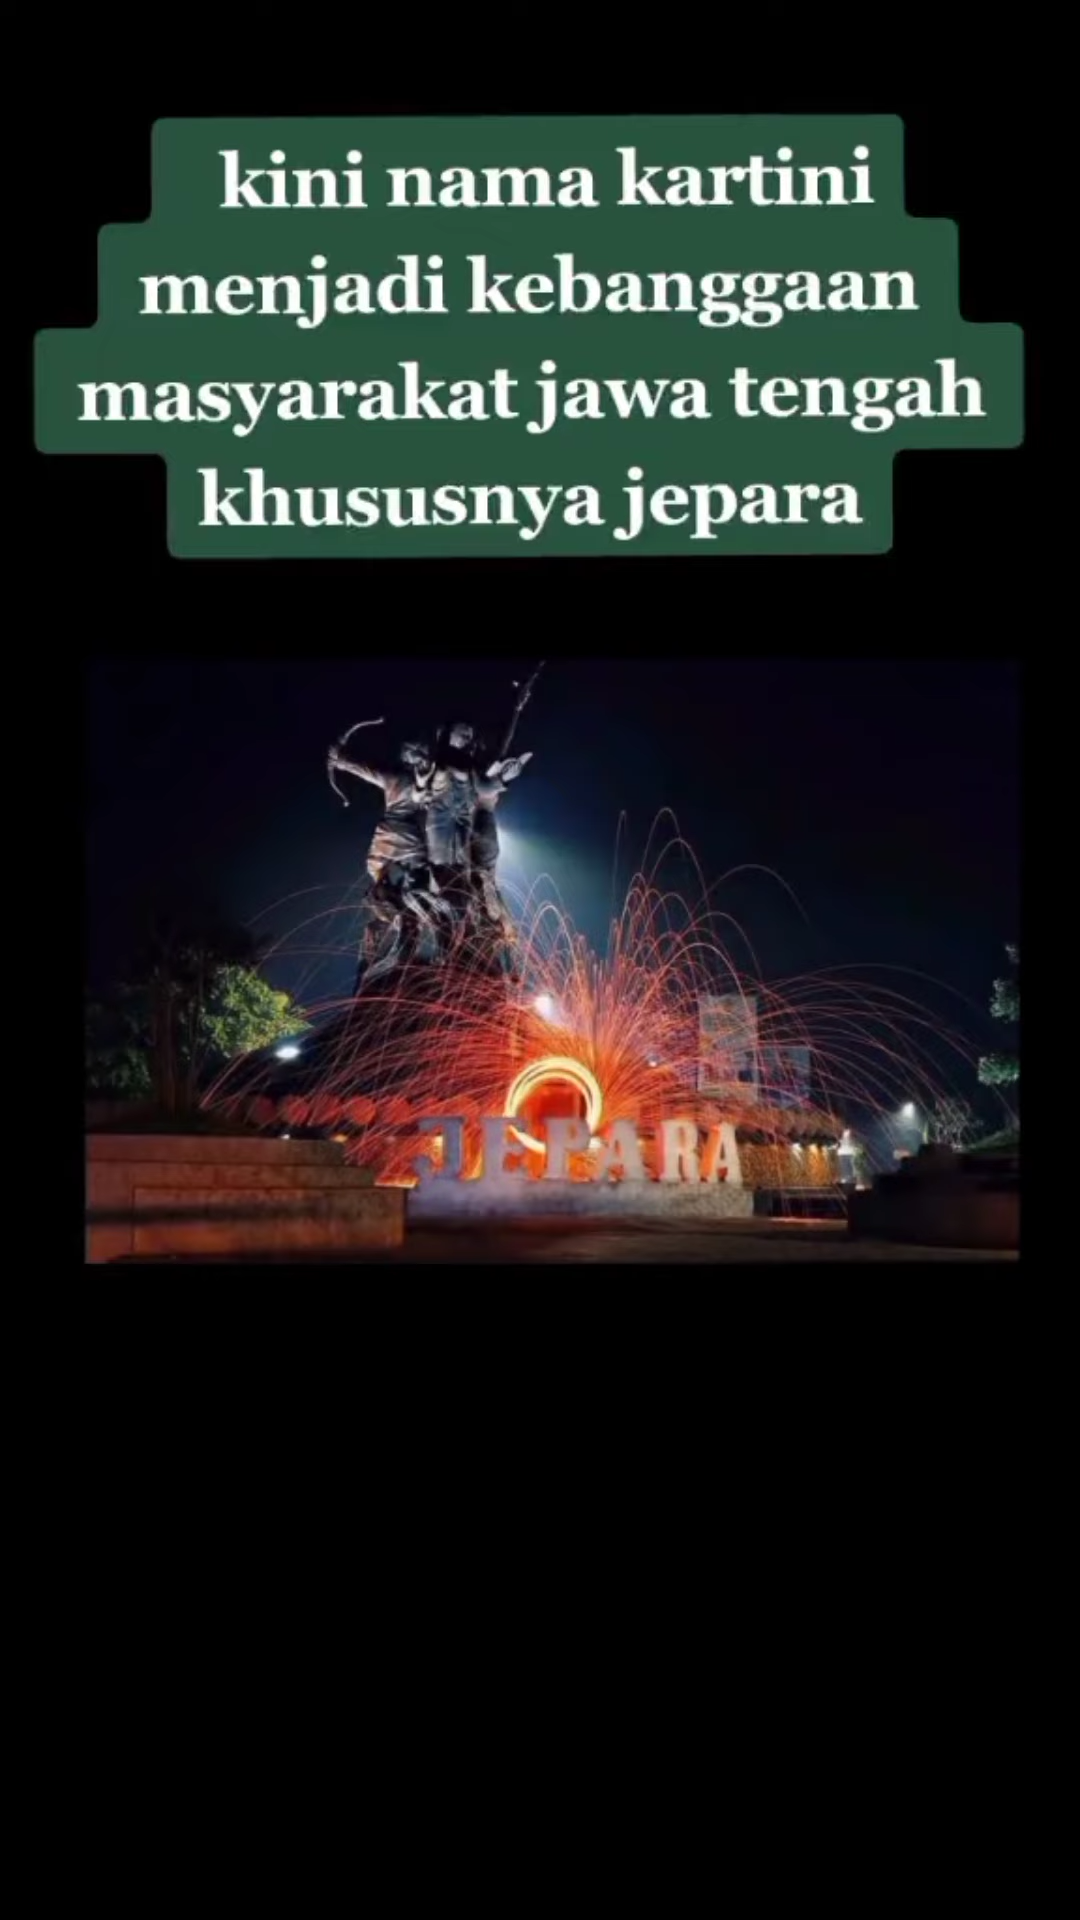 kini nama kartini
menjadi kebanggaan
masyarakat jawa tengah
khususnya jepara
JEPARA